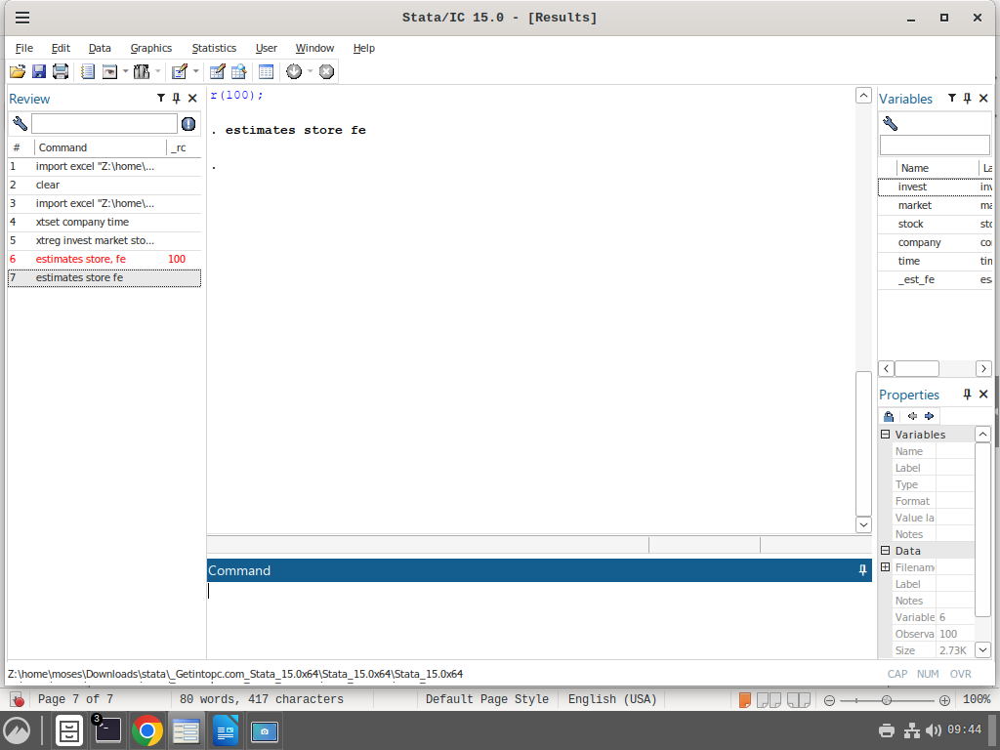 Stata/IC 15.0 - [Results]
File Edit Data Graphics Statistics User Window Help
Review
# Command _rc
1 import excel "Z:\home\...
2 clear
3 import excel "Z:\home\...
4 xtset company time
5 xtreg invest market sto...
6 estimates store, fe 100
7 estimates store fe
r(100);
. estimates store fe
.
Command
Variables
Name La
invest inv
market ma
stock sto
company co
time tim
_est_fe es
Properties
Variables
Name
Label
Type
Format
Value la
Notes
Data
Filenam
Label
Notes
Variable 6
Observa 100
Size 2.73K
Z:\home\moses\Downloads\stata\_Getintopc.com_Stata_15.0x64\Stata_15.0x64\Stata_15.0x64
CAP NUM OVR
Page 7 of 7 80 words, 417 characters Default Page Style English (USA) 100%
3
09:44